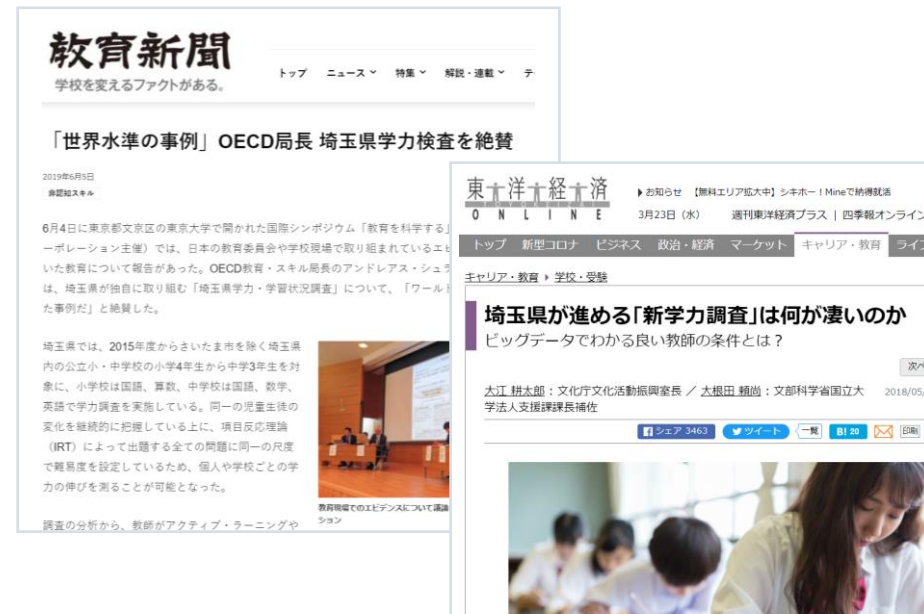 教育新聞
学校を変えるファクトがある。
トップ ニュース 特集 解説・連載 テ
「世界水準の事例」OECD局長 埼玉県学力検査を絶賛
2019年6月5日
非認知スキル
6月4日に東京都文京区の東京大学で開かれた国際シンポジウム「教育を科学する」
ーポレーション主催）では、日本の教育委員会や学校現場で取り組まれているエ
いた教育について報告があった。OECD教育・スキル局長のアンドレアス・シュラ
は、埼玉県が独自に取り組む「埼玉県学力・学習状況調査」について、「ワールド
た事例だ」と絶賛した。
埼玉県では、2015年度からさいたま市を除く埼玉県
内の公立小・中学校の小学4年生から中学3年生を対
象に、小学校は国語、算数、中学校は国語、数学、
英語で学力調査を実施している。同一の児童生徒の
変化を継続的に把握している上に、項目反応理論
（IRT）によって出題する全ての問題に同一の尺度
で難易度を設定しているため、個人や学校ごとの学
力の伸びを測ることが可能となった。
調査の分析から、教師がアクティブ・ラーニングや
教育現場でのエビデンスについて議論
ション
東洋経済
ONLINE
お知らせ 【無料エリア拡大中】シキホー！Mineで納得就活
3月23日（水） 週刊東洋経済プラス | 四季報オンライン
トップ 新型コロナ ビジネス 政治・経済 マーケット キャリア・教育 ライフ
キャリア・教育 学校・受験
埼玉県が進める「新学力調査」は何が凄いのか
ビッグデータでわかる良い教師の条件とは？
次ペ
大江 耕太郎：文化庁文化活動振興室長 ／ 大根田 頼尚：文部科学省国立大
学法人支援課課長補佐
2018/05/
シェア 3463 ツイート 一覧 B! 20 印刷